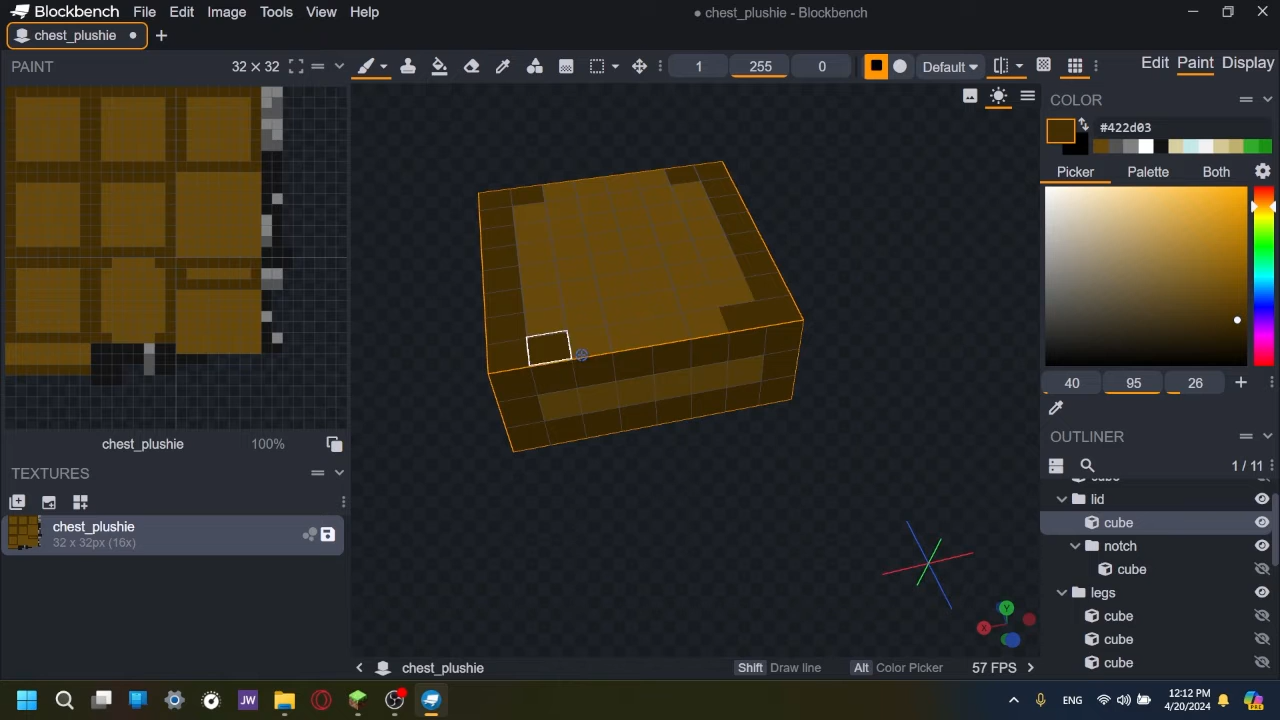 Blockbench File Edit Image Tools View Help
chest_plushie - Blockbench
chest_plushie
PAINT 32 × 32
1 255 0 Default
Edit Paint Display
COLOR
#422d03
Picker Palette Both
40 95 26
chest_plushie 100%
OUTLINER
1 / 11
TEXTURES
lid
cube
notch
cube
legs
cube
cube
cube
chest_plushie
32 x 32px (16x)
Y
X
chest_plushie
Shift Draw line Alt Color Picker 57 FPS
JW
ENG
12:12 PM
4/20/2024
PRE